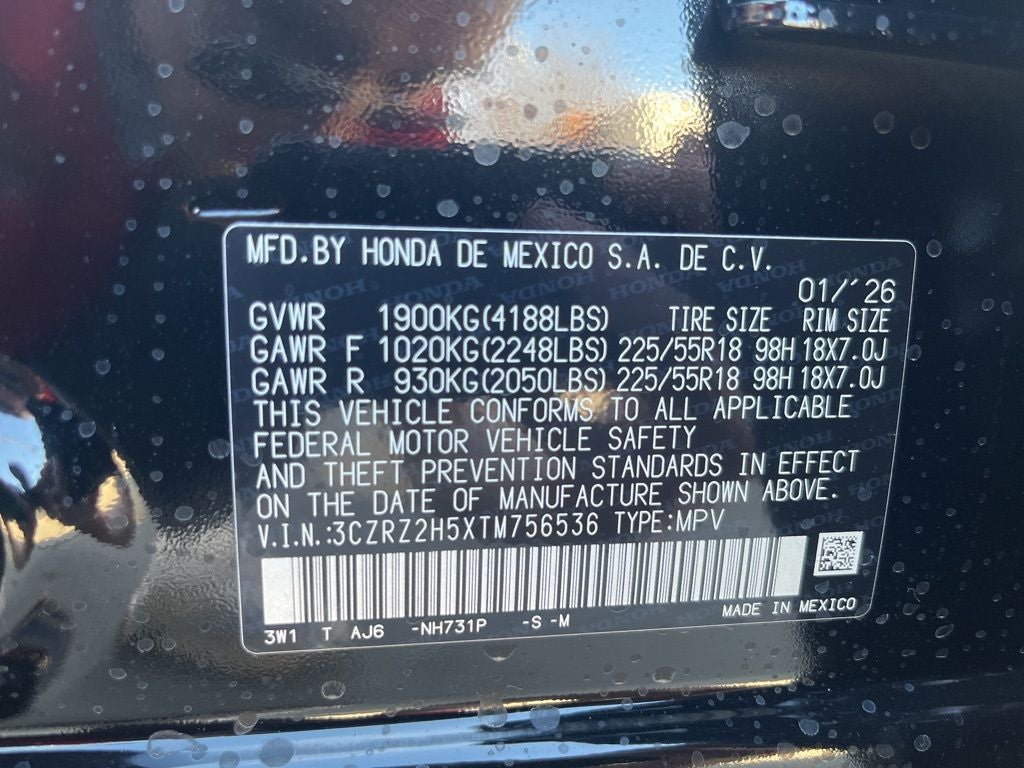 MFD.BY HONDA DE MEXICO S.A. DE C.V.
01/´26
GVWR 1900KG(4188LBS) TIRE SIZE RIM SIZE
GAWR F 1020KG(2248LBS) 225/55R18 98H 18X7.0J
GAWR R 930KG(2050LBS) 225/55R18 98H 18X7.0J
THIS VEHICLE CONFORMS TO ALL APPLICABLE
FEDERAL MOTOR VEHICLE SAFETY
AND THEFT PREVENTION STANDARDS IN EFFECT
ON THE DATE OF MANUFACTURE SHOWN ABOVE.
V.I.N.:3CZRZ2H5XTM756536 TYPE:MPV
3W1 T AJ6 -NH731P -S -M MADE IN MEXICO